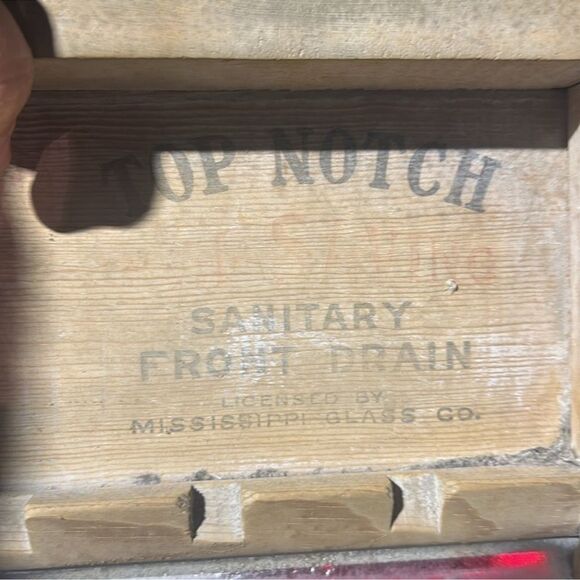 TOP NOTCH
SANITARY
FRONT DRAIN
LICENSED BY
MISSISSIPPI GLASS CO.